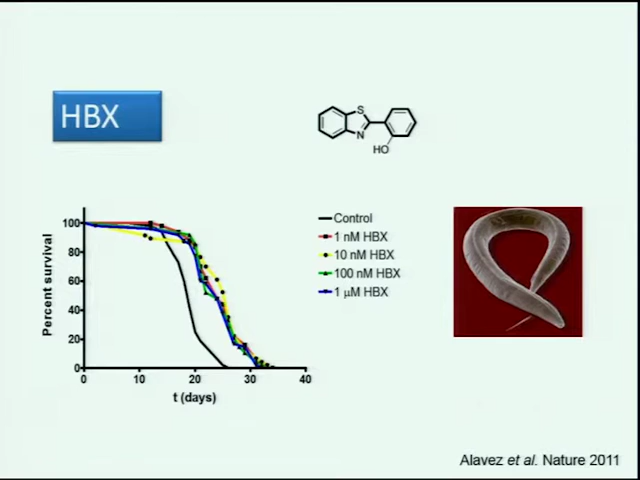 HBX
S
N
HO
Percent survival
100
80
60
40
20
0
0 10 20 30 40
t (days)
Control
1 nM HBX
10 nM HBX
100 nM HBX
1 μM HBX
Alavez et al. Nature 2011